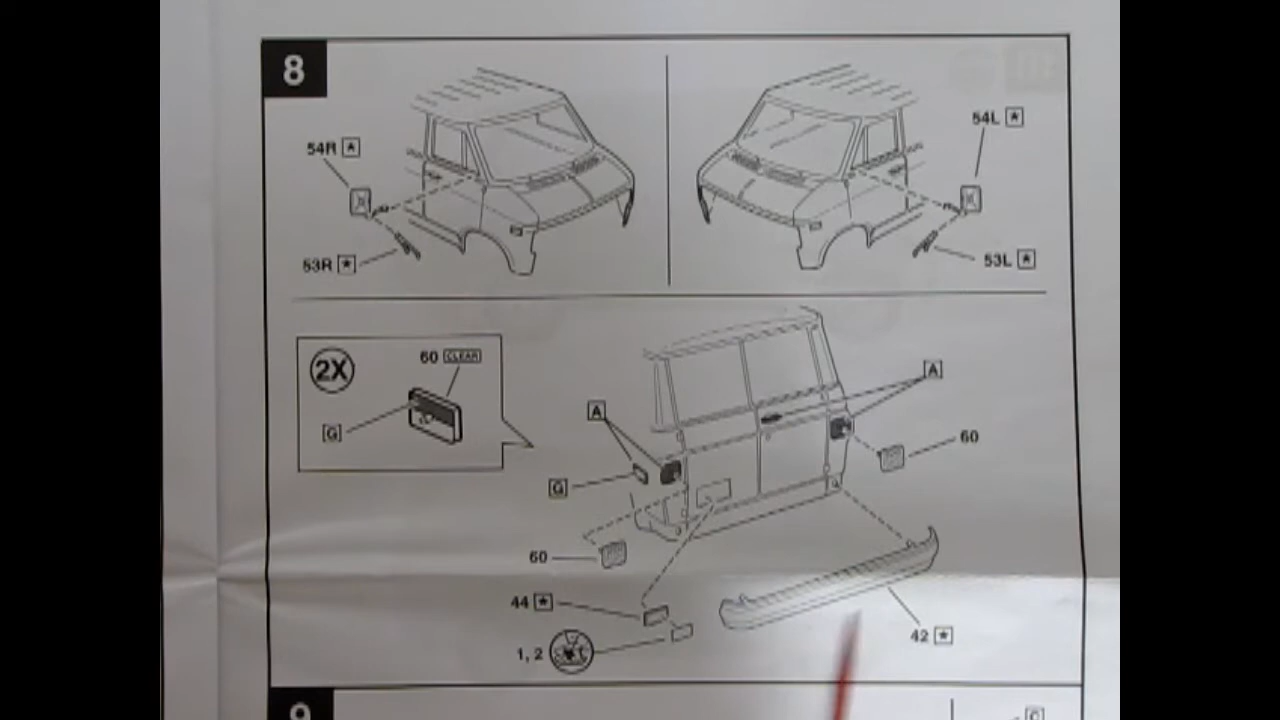 8
54R ★
54L ★
53R ★
53L ★
2X
60 CLEAR
G
A
A
60
G
60
44 ★
42 ★
1, 2
9
C